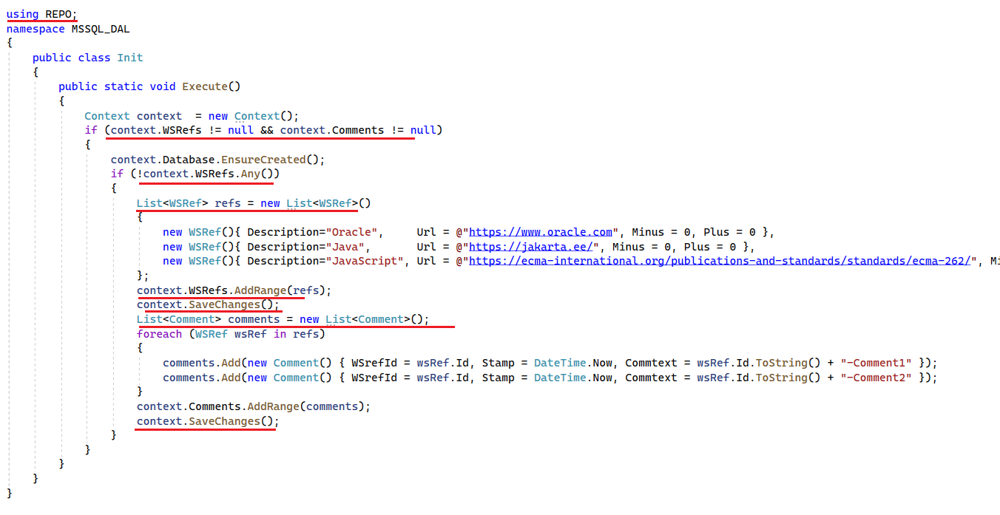 using REPO;
namespace MSSQL_DAL
{
    public class Init
    {
        public static void Execute()
        {
            Context context  = new Context();
            if (context.WSRefs != null && context.Comments != null)
            {
                context.Database.EnsureCreated();
                if (!context.WSRefs.Any())
                {
                    List<WSRef> refs = new List<WSRef>()
                    {
                        new WSRef(){ Description="Oracle",     Url = @"https://www.oracle.com", Minus = 0, Plus = 0 },
                        new WSRef(){ Description="Java",       Url = @"https://jakarta.ee/", Minus = 0, Plus = 0 },
                        new WSRef(){ Description="JavaScript", Url = @"https://ecma-international.org/publications-and-standards/standards/ecma-262/",
                    };
                    context.WSRefs.AddRange(refs);
                    context.SaveChanges();
                    List<Comment> comments = new List<Comment>();
                    foreach (WSRef wsRef in refs)
                    {
                        comments.Add(new Comment() { WSrefId = wsRef.Id, Stamp = DateTime.Now, Commtext = wsRef.Id.ToString() + "-Comment1" });
                        comments.Add(new Comment() { WSrefId = wsRef.Id, Stamp = DateTime.Now, Commtext = wsRef.Id.ToString() + "-Comment2" });
                    }
                    context.Comments.AddRange(comments);
                    context.SaveChanges();
                }
            }
        }
    }
}